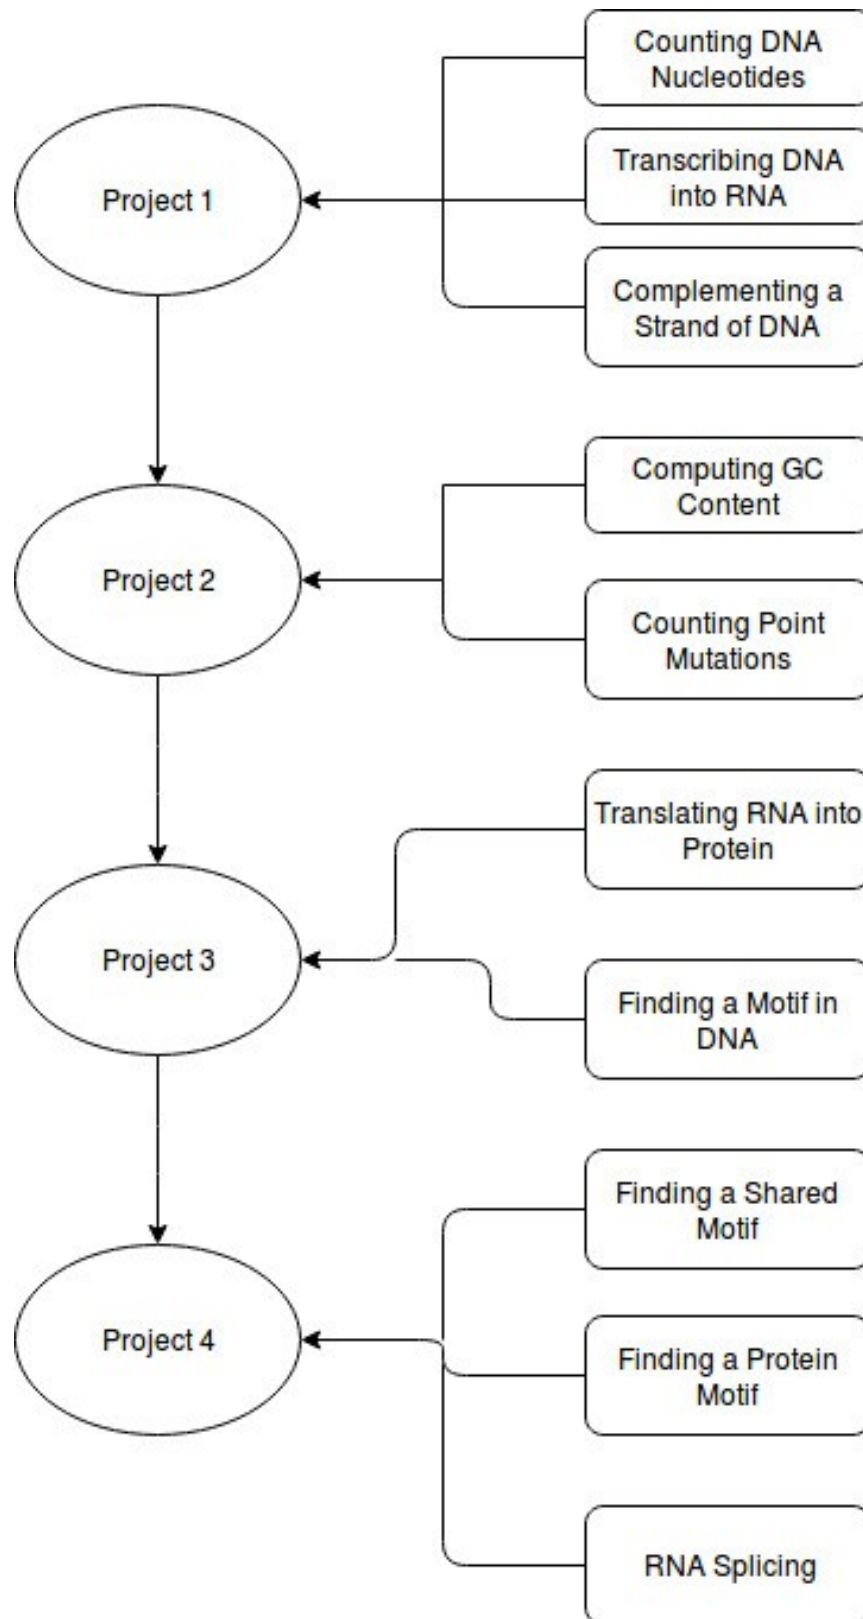 Counting DNA
Nucleotides
Project 1
Transcribing DNA
into RNA
Complementing a
Strand of DNA
Computing GC
Content
Project 2
Counting Point
Mutations
Translating RNA into
Protein
Project 3
Finding a Motif in
DNA
Finding a Shared
Motif
Project 4
Finding a Protein
Motif
RNA Splicing